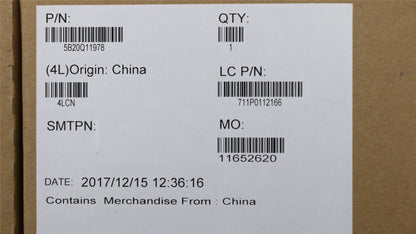 P/N: QTY:
5B20Q11978 1
(4L)Origin: China LC P/N:
4LCN 711P0112166
SMTPN: MO:
11652620
DATE: 2017/12/15 12:36:16
Contains Merchandise From : China